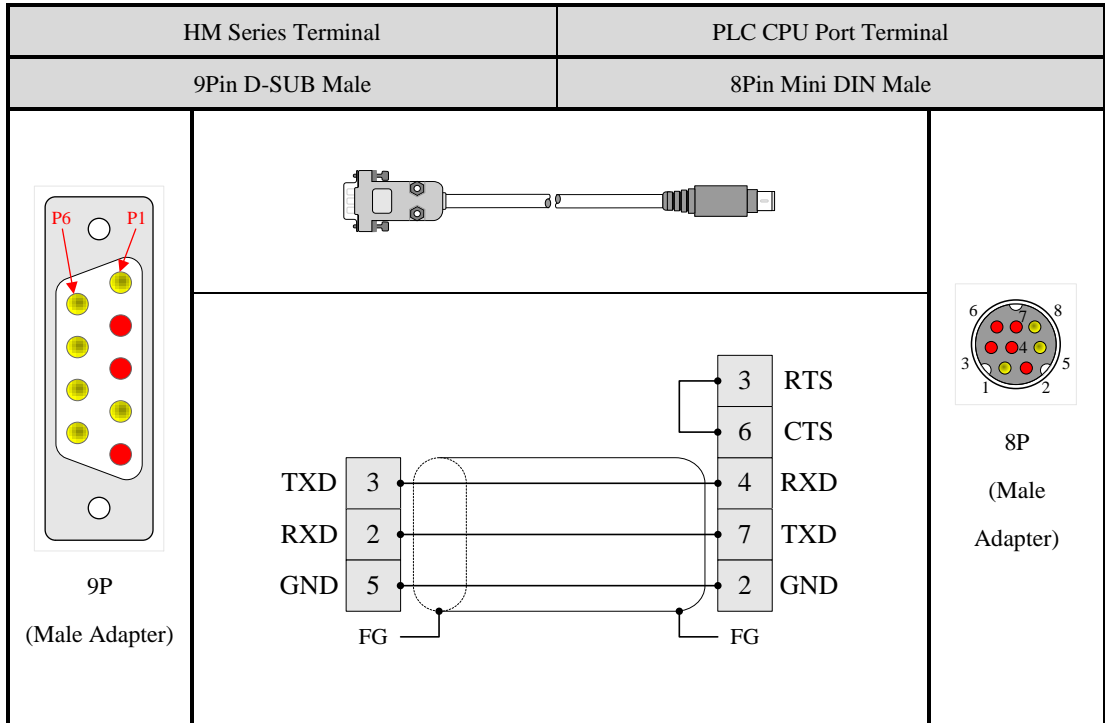 HM Series Terminal
PLC CPU Port Terminal
9Pin D-SUB Male
8Pin Mini DIN Male
P6 P1
9P
(Male Adapter)
3 RTS
6 CTS
TXD 3
4 RXD
RXD 2
7 TXD
GND 5
2 GND
FG
FG
6 7 8
3 4 5
1 2
8P
(Male
Adapter)